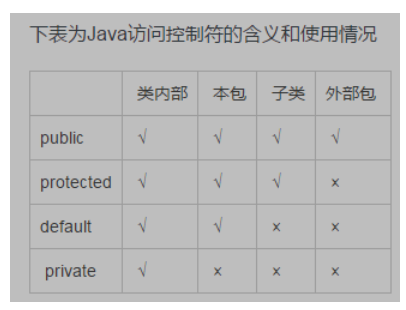 下表为Java访问控制符的含义和使用情况
类内部 本包 子类 外部包
public √ √ √ √
protected √ √ √ ×
default √ √ × ×
private √ × × ×